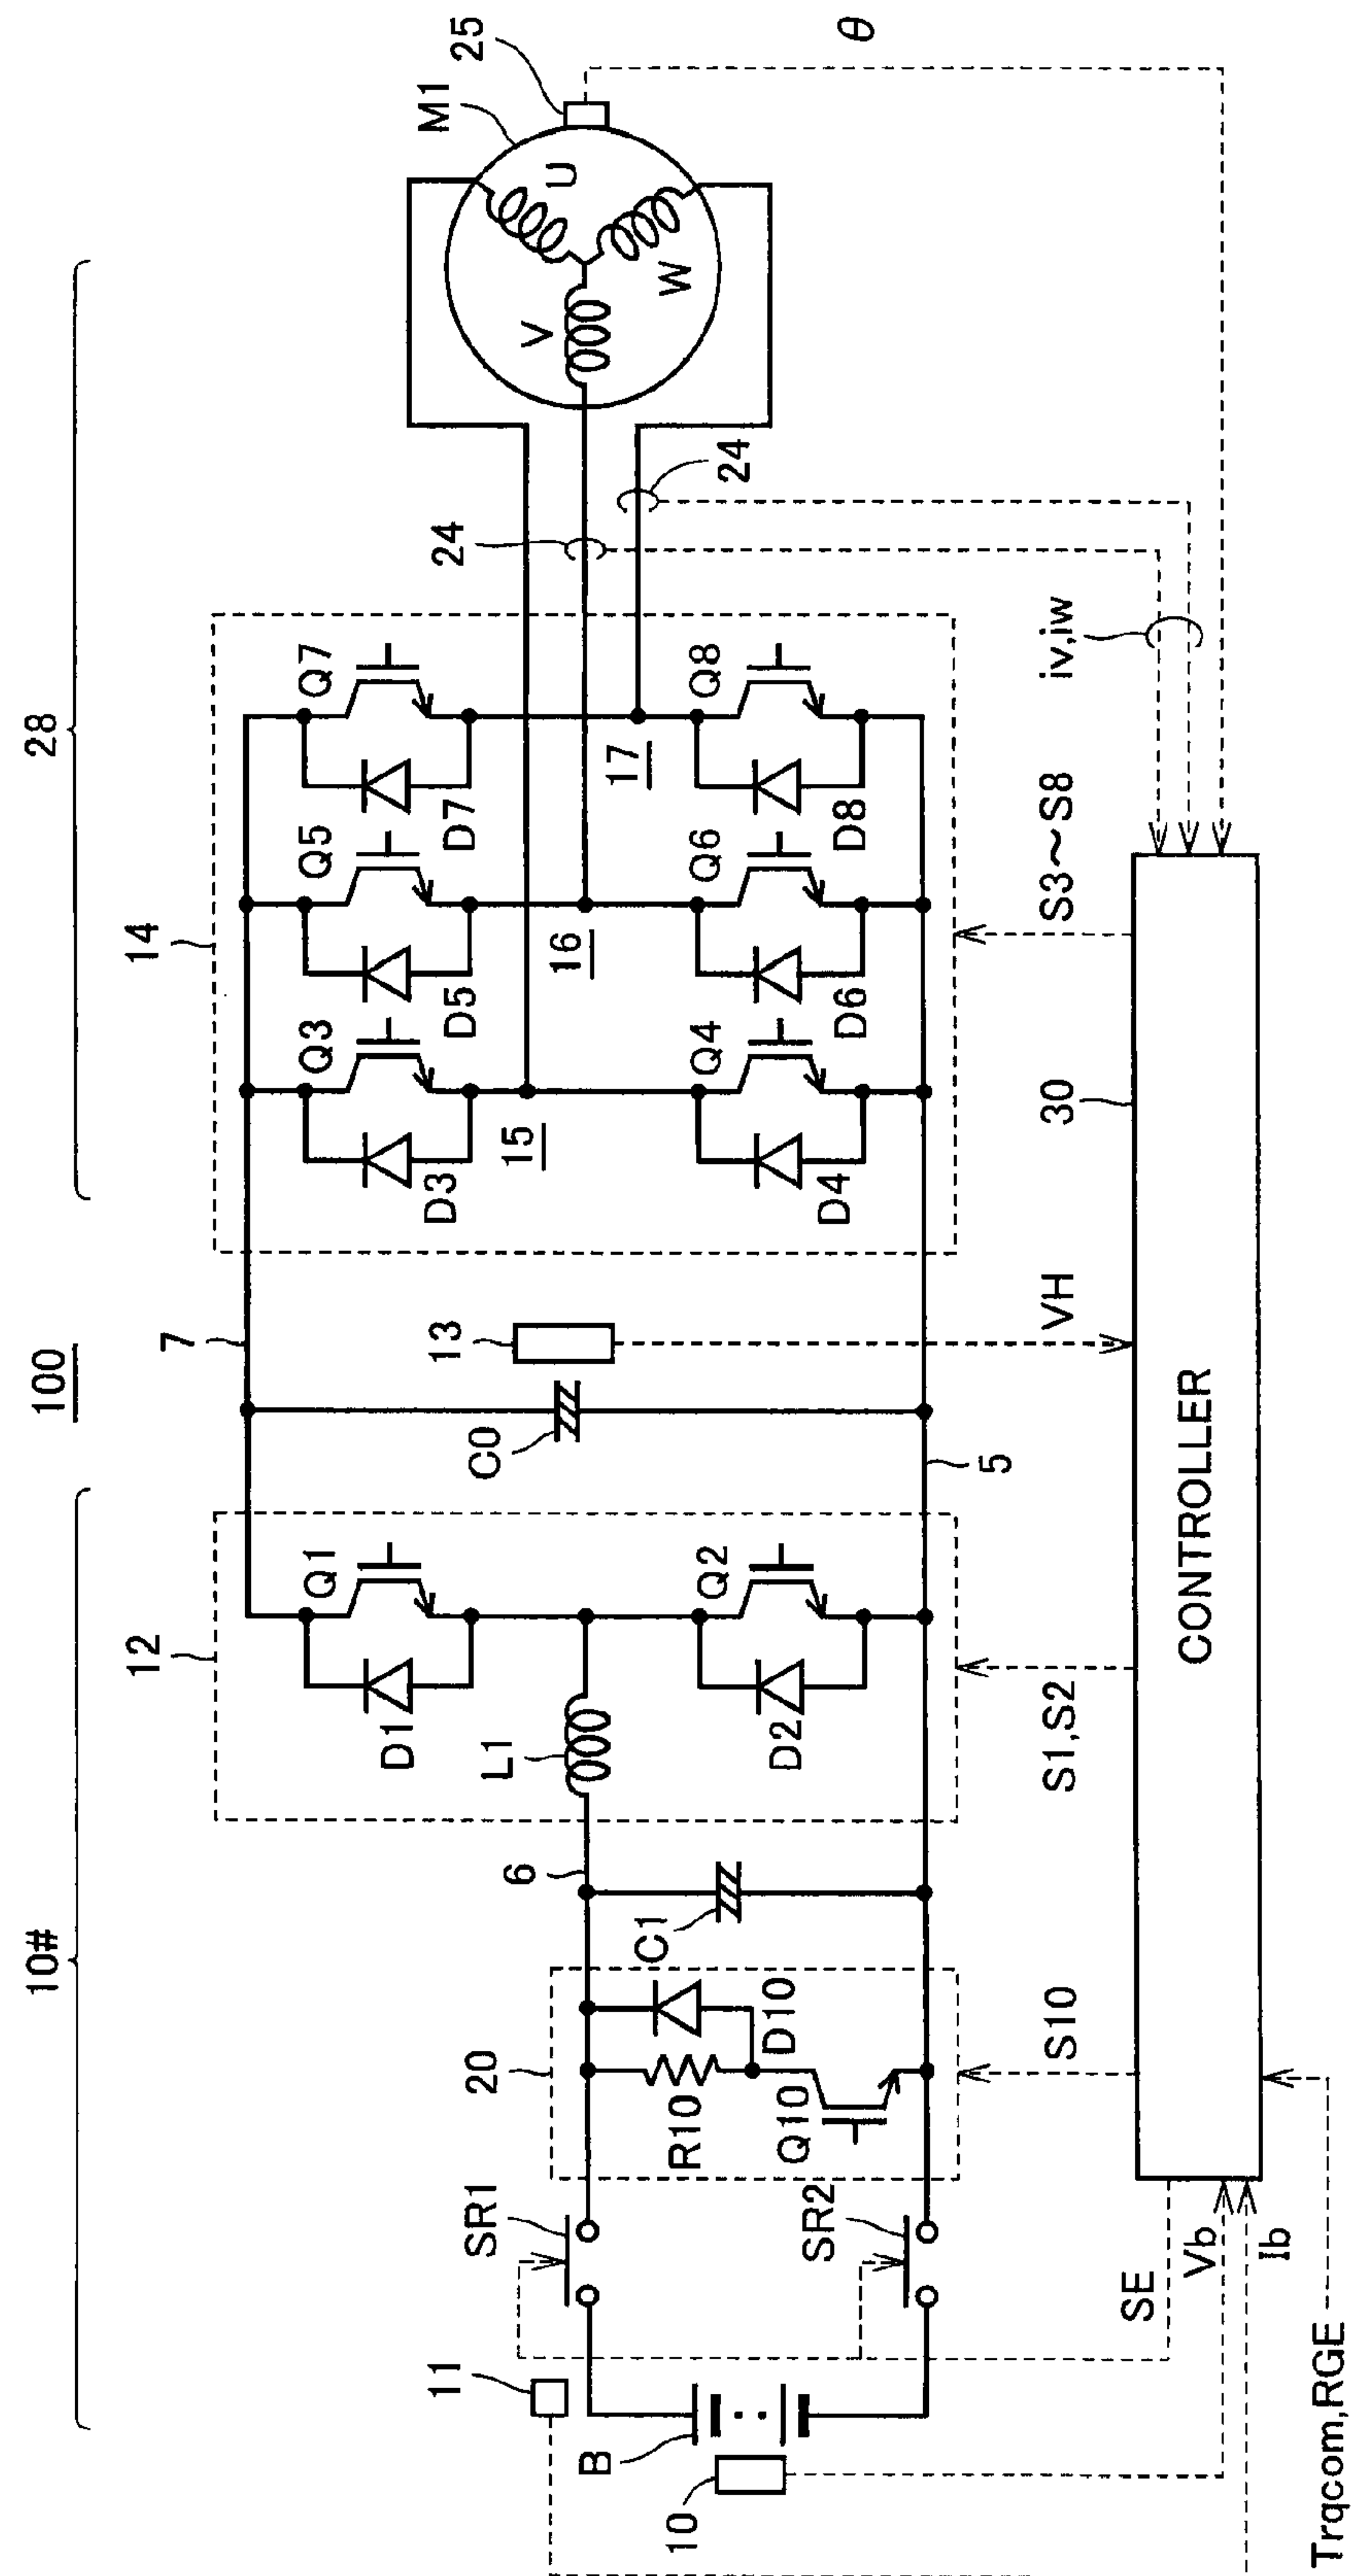 100
10#
28
12
7
14
M1
25
θ
Q1
Q3
Q5
Q7
D1
D3
D5
D7
11
SR1
20
6
L1
C0
13
15
16
17
24
24
U
V
W
B
10
R10
D10
C1
Q2
Q4
Q6
Q8
Q10
D2
D4
D6
D8
SR2
5
SE
Vb
Ib
S10
S1,S2
VH
30
S3～S8
iv,iw
CONTROLLER
Trqcom,RGE